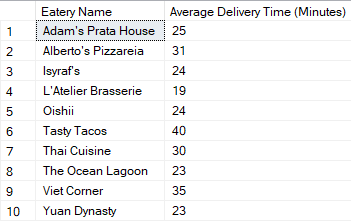 Eatery Name Average Delivery Time (Minutes)
1 Adam's Prata House 25
2 Alberto's Pizzareia 31
3 Isyraf's 24
4 L'Atelier Brasserie 19
5 Oishii 24
6 Tasty Tacos 40
7 Thai Cuisine 30
8 The Ocean Lagoon 23
9 Viet Corner 35
10 Yuan Dynasty 23